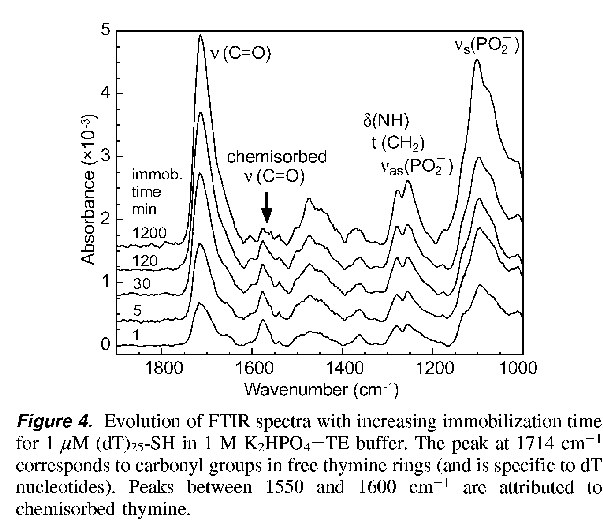 5
ν (C=O)
νs(PO2−)
4
δ(NH)
t (CH2)
νas(PO2−)
3
chemisorbed
ν (C=O)
immob.
time
min
2
1200
120
1
30
5
0
1
Absorbance (×10-3)
1800 1600 1400 1200 1000
Wavenumber (cm-1)
Figure 4. Evolution of FTIR spectra with increasing immobilization time
for 1 μM (dT)25-SH in 1 M K2HPO4−TE buffer. The peak at 1714 cm−1
corresponds to carbonyl groups in free thymine rings (and is specific to dT
nucleotides). Peaks between 1550 and 1600 cm−1 are attributed to
chemisorbed thymine.